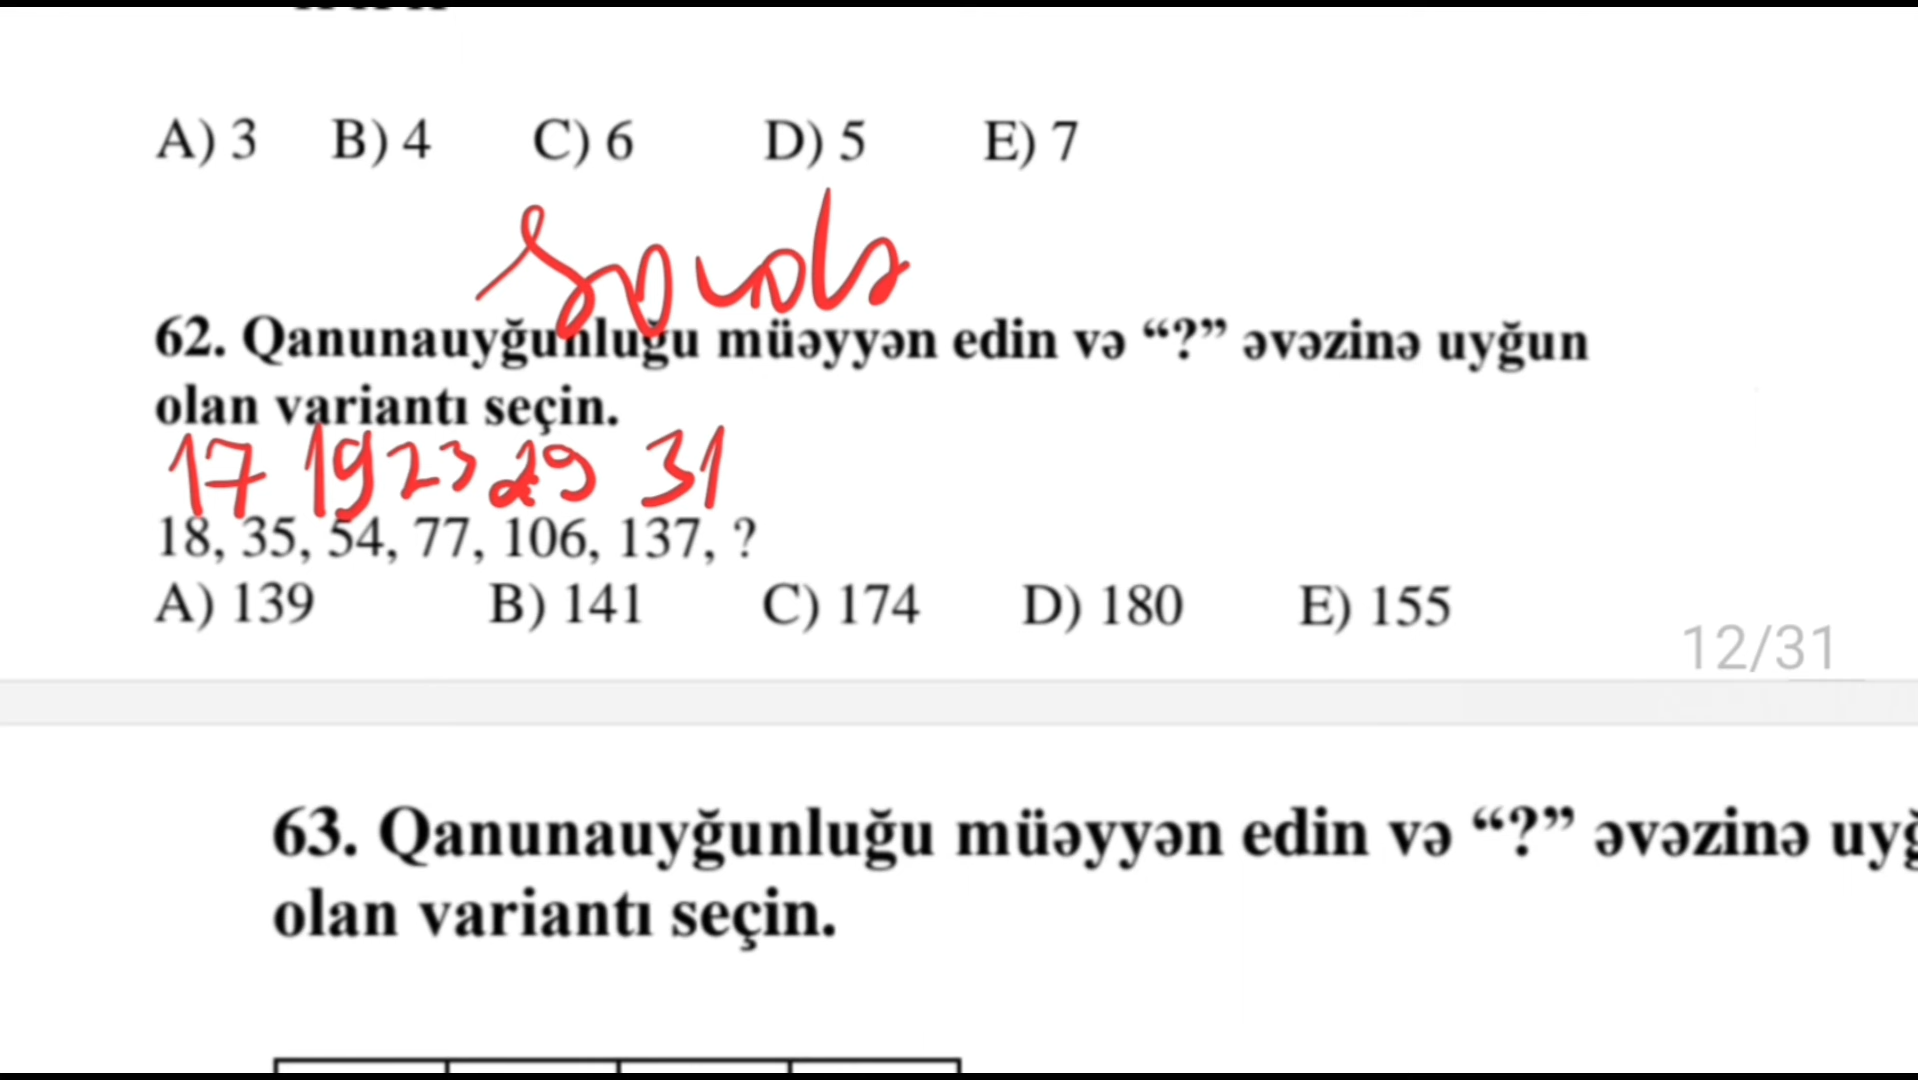 A) 3 B) 4 C) 6 D) 5 E) 7
62. Qanunauyğunluğu müəyyən edin və “?” əvəzinə uyğun
olan variantı seçin.
17 19 23 29 31
18, 35, 54, 77, 106, 137, ?
A) 139 B) 141 C) 174 D) 180 E) 155
12/31
63. Qanunauyğunluğu müəyyən edin və “?” əvəzinə
olan variantı seçin.